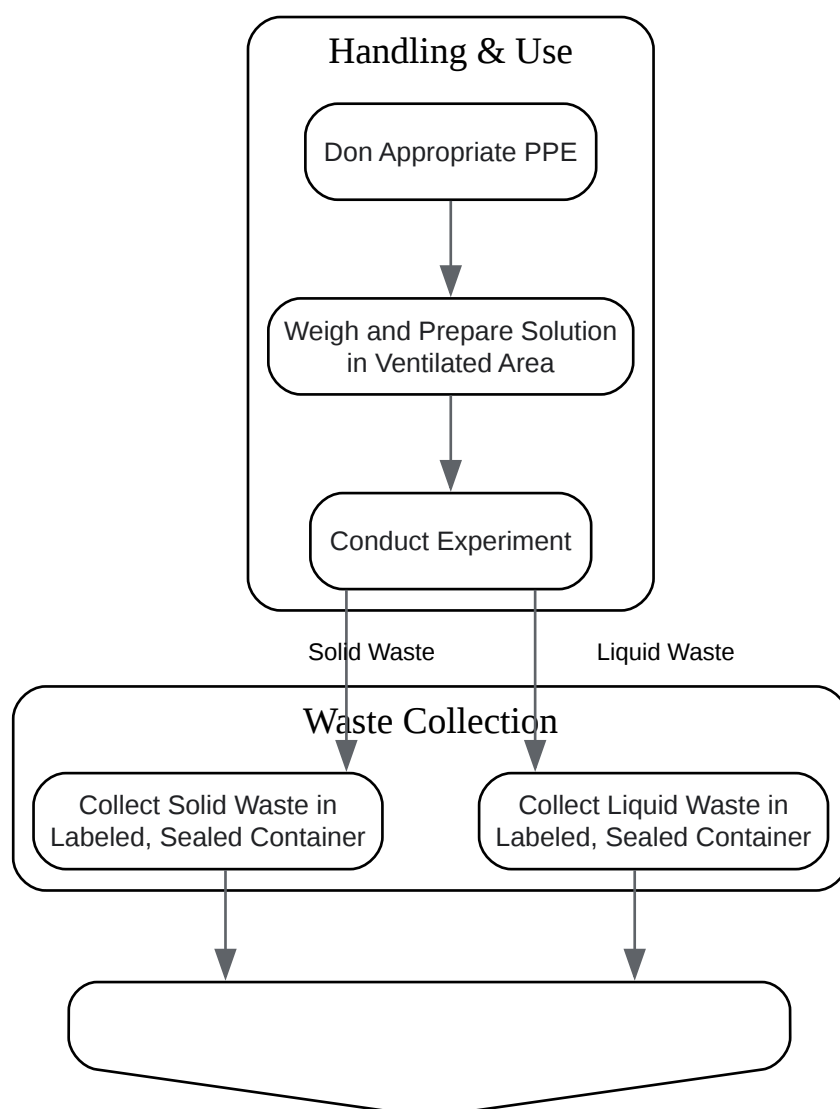 Handling & Use
Don Appropriate PPE
Weigh and Prepare Solution
in Ventilated Area
Conduct Experiment
Solid Waste
Liquid Waste
Waste Collection
Collect Solid Waste in
Labeled, Sealed Container
Collect Liquid Waste in
Labeled, Sealed Container